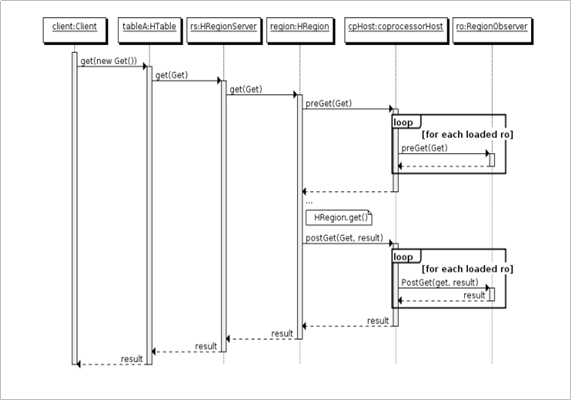 client:Client tableA:HTable rs:HRegionServer region:HRegion cpHost:coprocessorHost ro:RegionObserver
get(new Get())
get(Get)
get(Get)
preGet(Get)
loop
[for each loaded ro]
preGet(Get)
...
HRegion.get()
postGet(Get, result)
loop
[for each loaded ro]
PostGet(get, result)
result
result
result
result
result